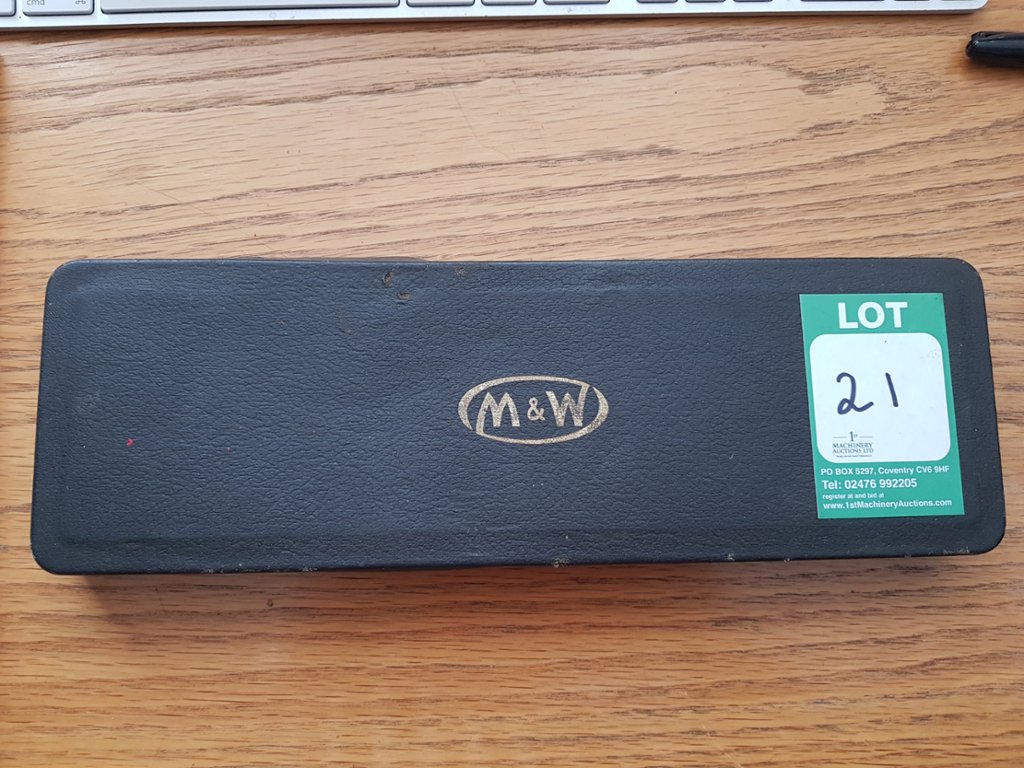 cmd ⌘
M & W
LOT
21
1st
MACHINERY
AUCTIONS LTD
PO BOX 5297, Coventry CV6 9HF
Tel: 02476 992205
register at and bid at
www.1stMachineryAuctions.com